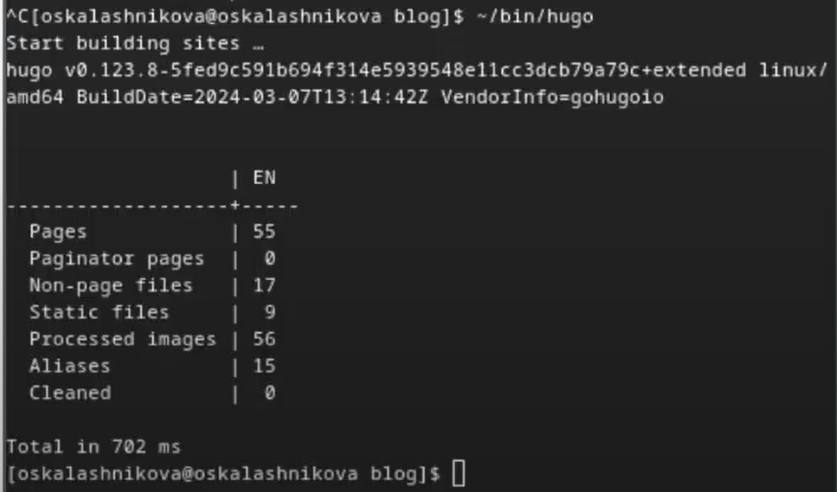 ^C[oskalashnikova@oskalashnikova blog]$ ~/bin/hugo
Start building sites …
hugo v0.123.8-5fed9c591b694f314e5939548e11cc3dcb79a79c+extended linux/
amd64 BuildDate=2024-03-07T13:14:42Z VendorInfo=gohugoio
                   | EN
-------------------+-----
  Pages            | 55
  Paginator pages  |  0
  Non-page files   | 17
  Static files     |  9
  Processed images | 56
  Aliases          | 15
  Cleaned          |  0
Total in 702 ms
[oskalashnikova@oskalashnikova blog]$